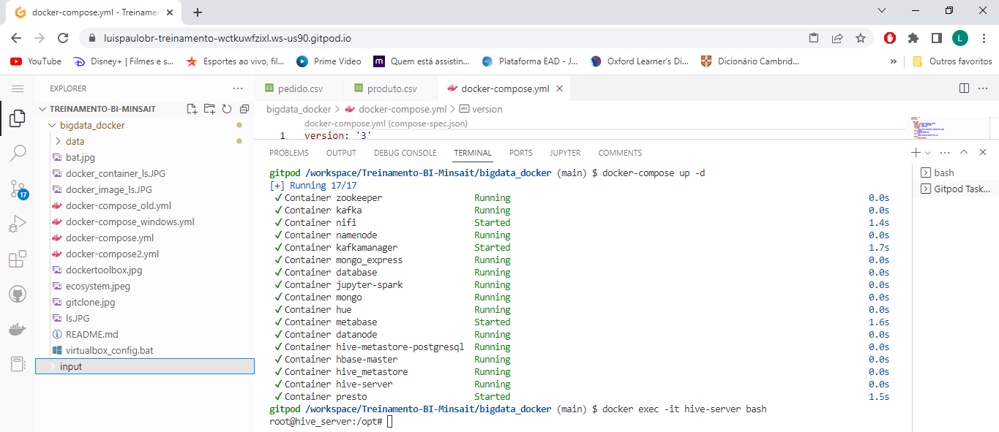 docker-compose.yml - Treinamen
luispaulobr-treinamento-wctkuwfzixl.ws-us90.gitpod.io
L
YouTube
Disney+ | Filmes e s...
Esportes ao vivo, fil...
Prime Video
m
Quem está assistin...
Plataforma EAD - J...
Oxford Learner's Di...
Dicionário Cambrid...
»
Outros favoritos
EXPLORER
TREINAMENTO-BI-MINSAIT
bigdata_docker
data
bat.jpg
docker_container_ls.JPG
docker_image_ls.JPG
docker-compose_old.yml
docker-compose_windows.yml
docker-compose.yml
docker-compose2.yml
dockertoolbox.jpg
ecosystem.jpeg
gitclone.jpg
ls.JPG
README.md
virtualbox_config.bat
input
17
pedido.csv
produto.csv
docker-compose.yml
bigdata_docker > docker-compose.yml > abc version
docker-compose.yml (compose-spec.json)
1 version: '3'
PROBLEMS OUTPUT DEBUG CONSOLE TERMINAL PORTS JUPYTER COMMENTS
gitpod /workspace/Treinamento-BI-Minsait/bigdata_docker (main) $ docker-compose up -d
[+] Running 17/17
✓ Container zookeeper Running 0.0s
✓ Container kafka Running 0.0s
✓ Container nifi Started 1.4s
✓ Container namenode Running 0.0s
✓ Container kafkamanager Started 1.7s
✓ Container mongo_express Running 0.0s
✓ Container database Running 0.0s
✓ Container jupyter-spark Running 0.0s
✓ Container mongo Running 0.0s
✓ Container hue Running 0.0s
✓ Container metabase Started 1.6s
✓ Container datanode Running 0.0s
✓ Container hive-metastore-postgresql Running 0.0s
✓ Container hbase-master Running 0.0s
✓ Container hive_metastore Running 0.0s
✓ Container hive-server Running 0.0s
✓ Container presto Started 1.5s
gitpod /workspace/Treinamento-BI-Minsait/bigdata_docker (main) $ docker exec -it hive-server bash
root@hive_server:/opt#
bash
Gitpod Task...